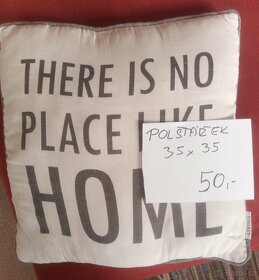 THERE IS NO
PLACE LIKE
HOME
POLŠTÁŘEK
35 x 35
50,-